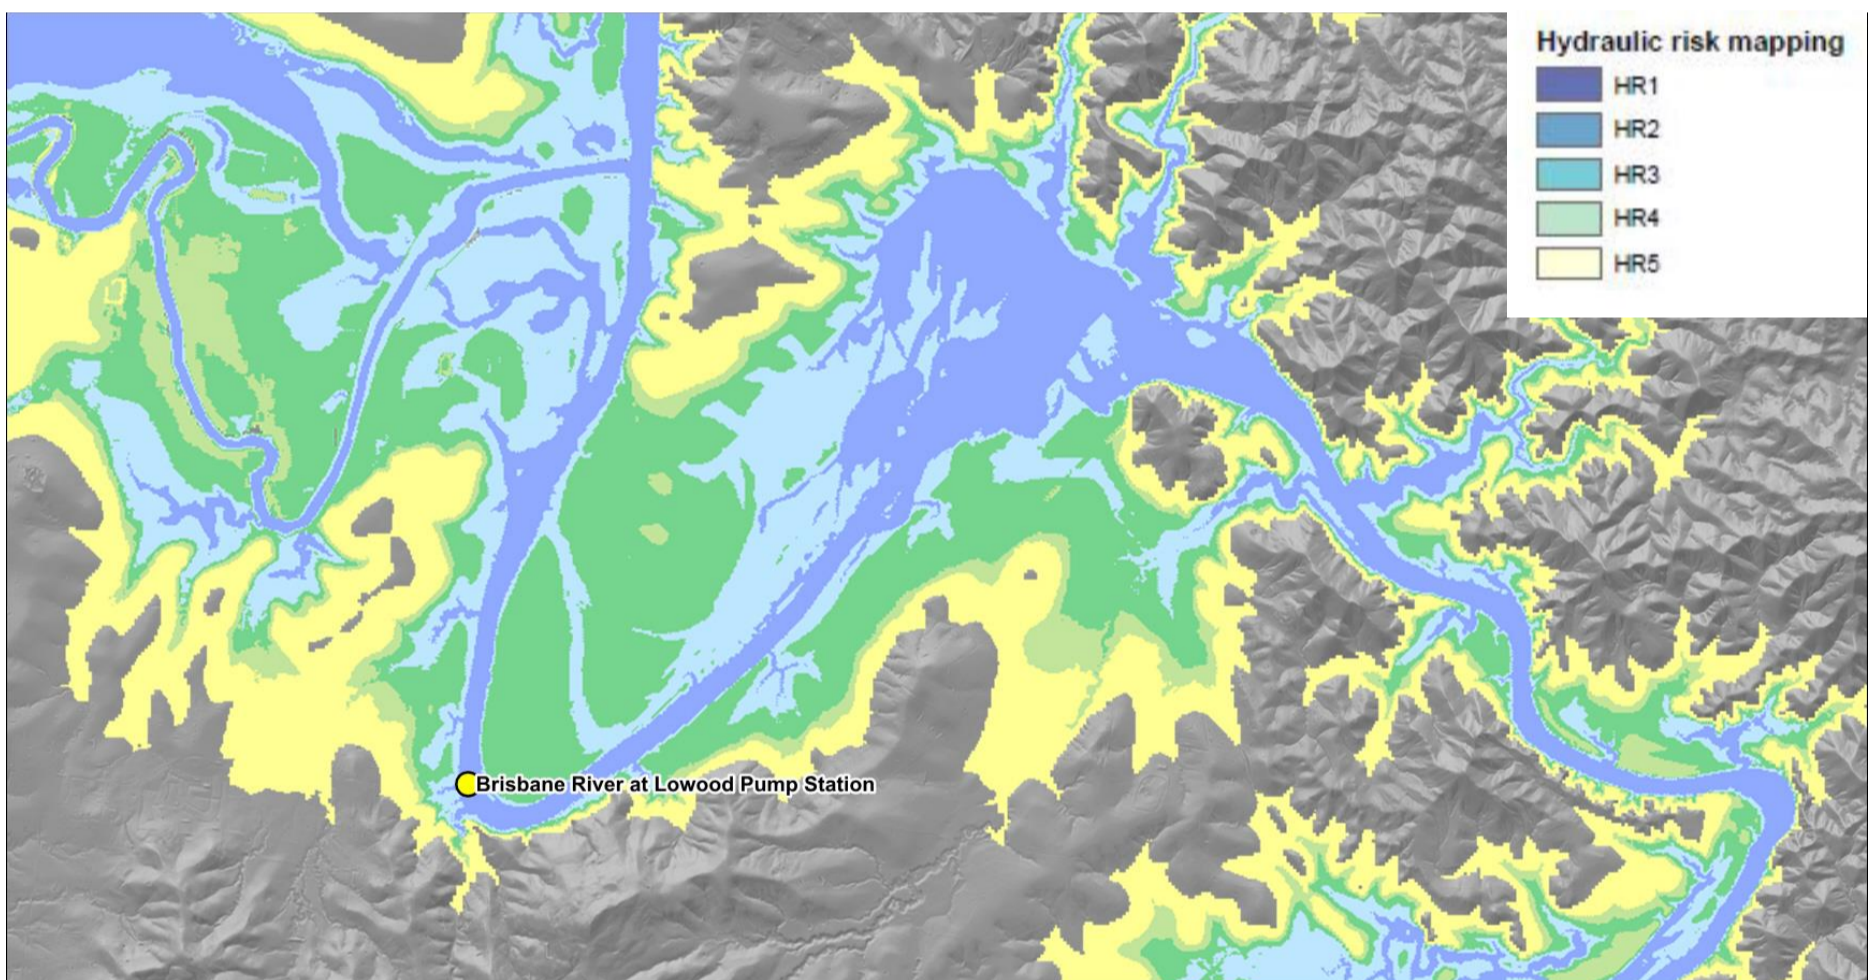 Hydraulic risk mapping
HR1
HR2
HR3
HR4
HR5
Brisbane River at Lowood Pump Station